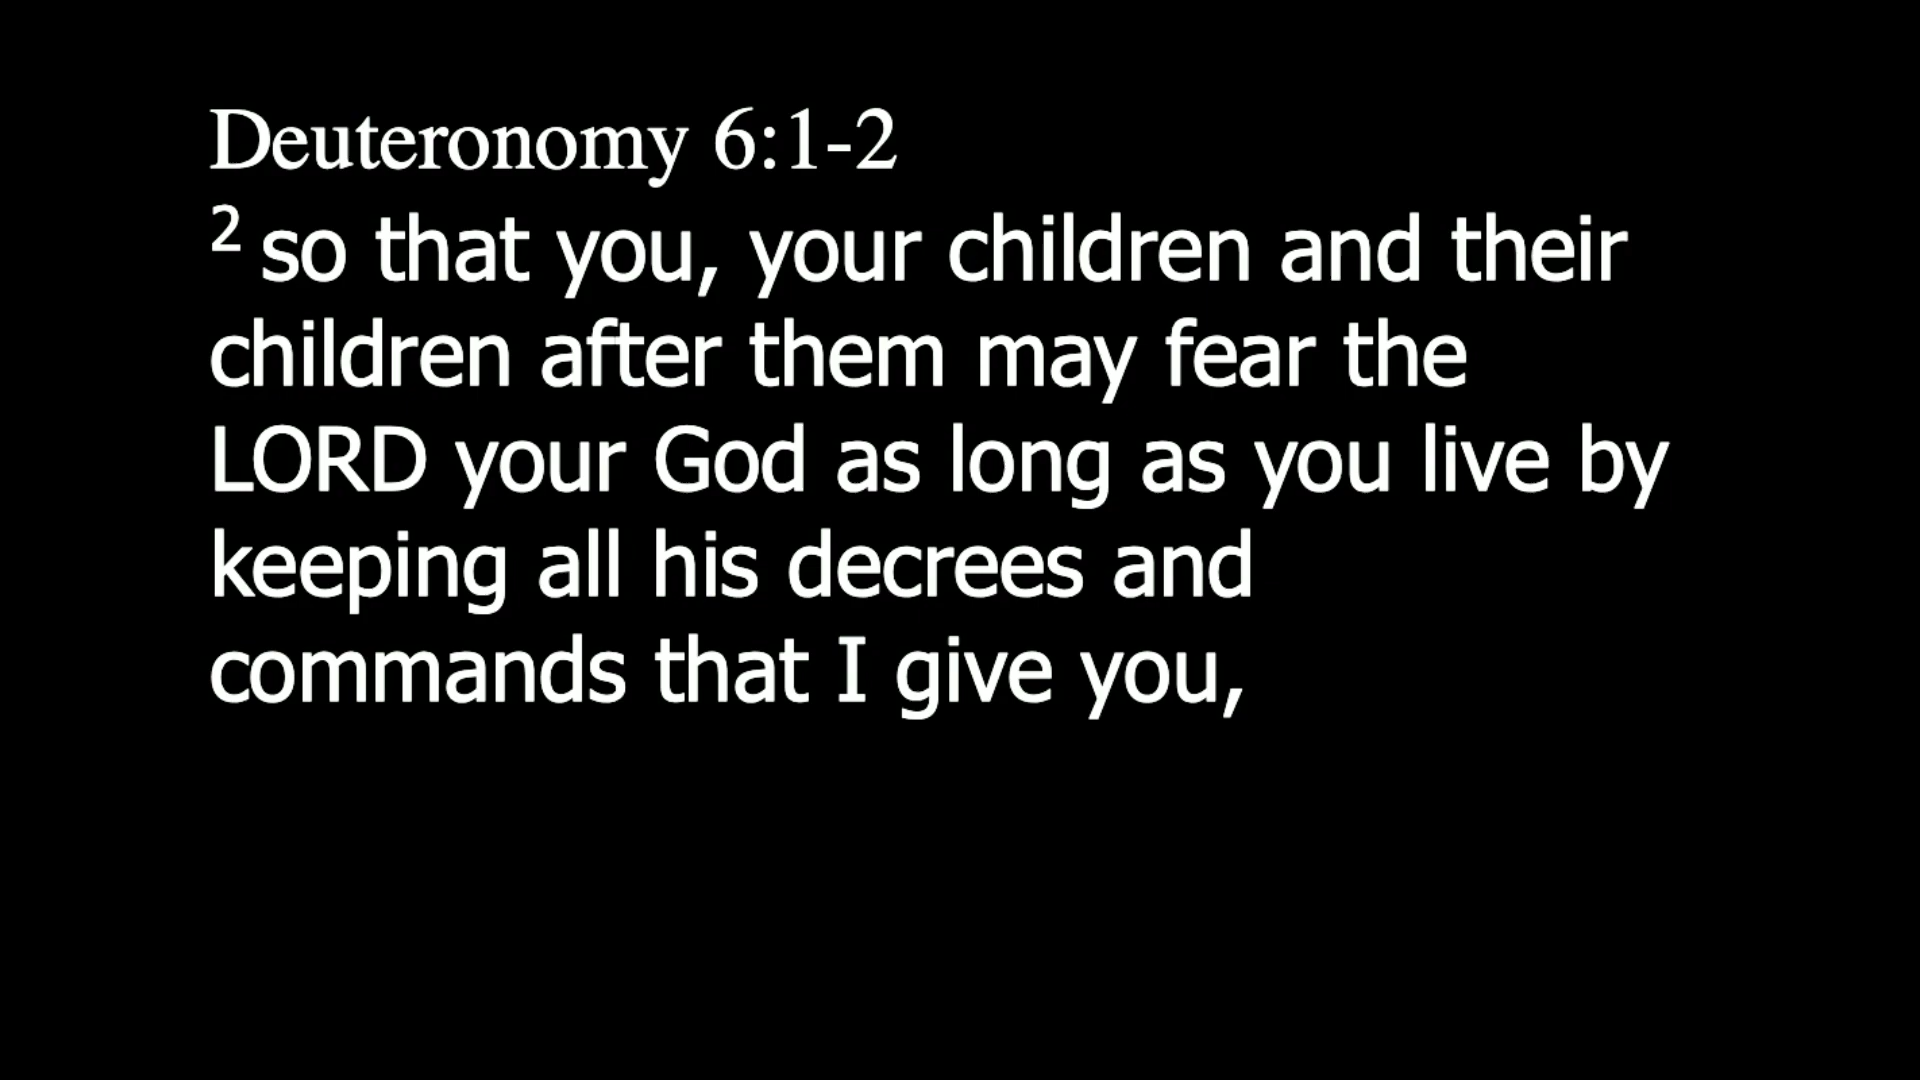 Deuteronomy 6:1-2
2 so that you, your children and their
children after them may fear the
LORD your God as long as you live by
keeping all his decrees and
commands that I give you,